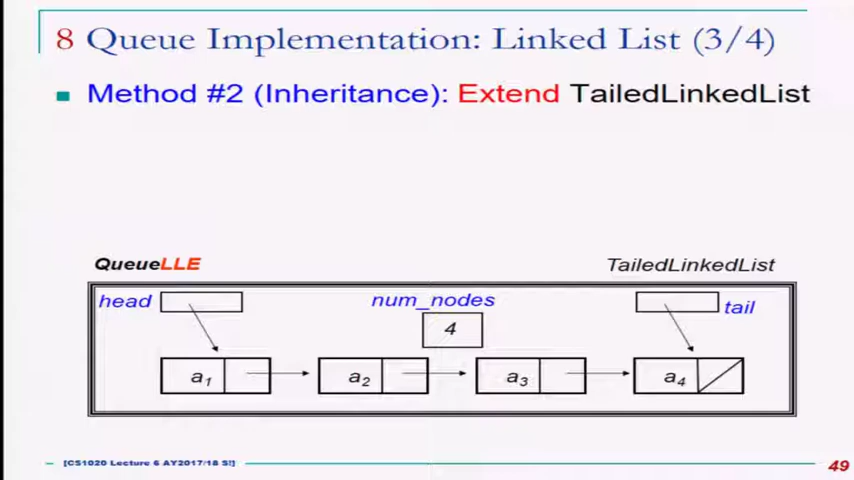 8 Queue Implementation: Linked List (3/4)
Method #2 (Inheritance): Extend TailedLinkedList
QueueLLE TailedLinkedList
head num_nodes tail
4
a1 a2 a3 a4
[CS1020 Lecture 6 AY2017/18 S!]
49